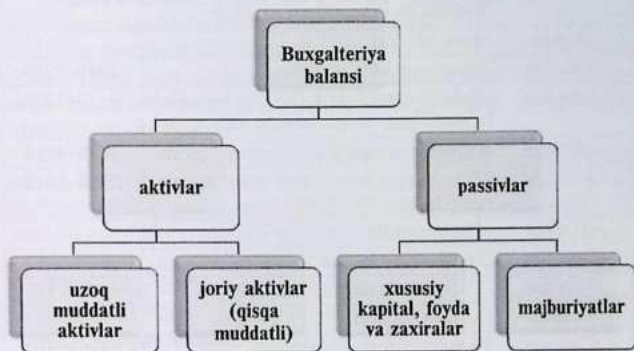 Buxgalteriya
balansi
aktivlar
passivlar
uzoq
muddatli
aktivlar
joriy aktivlar
(qisqa
muddatli)
xususiy
kapital, foyda
va zaxiralar
majburiyatlar